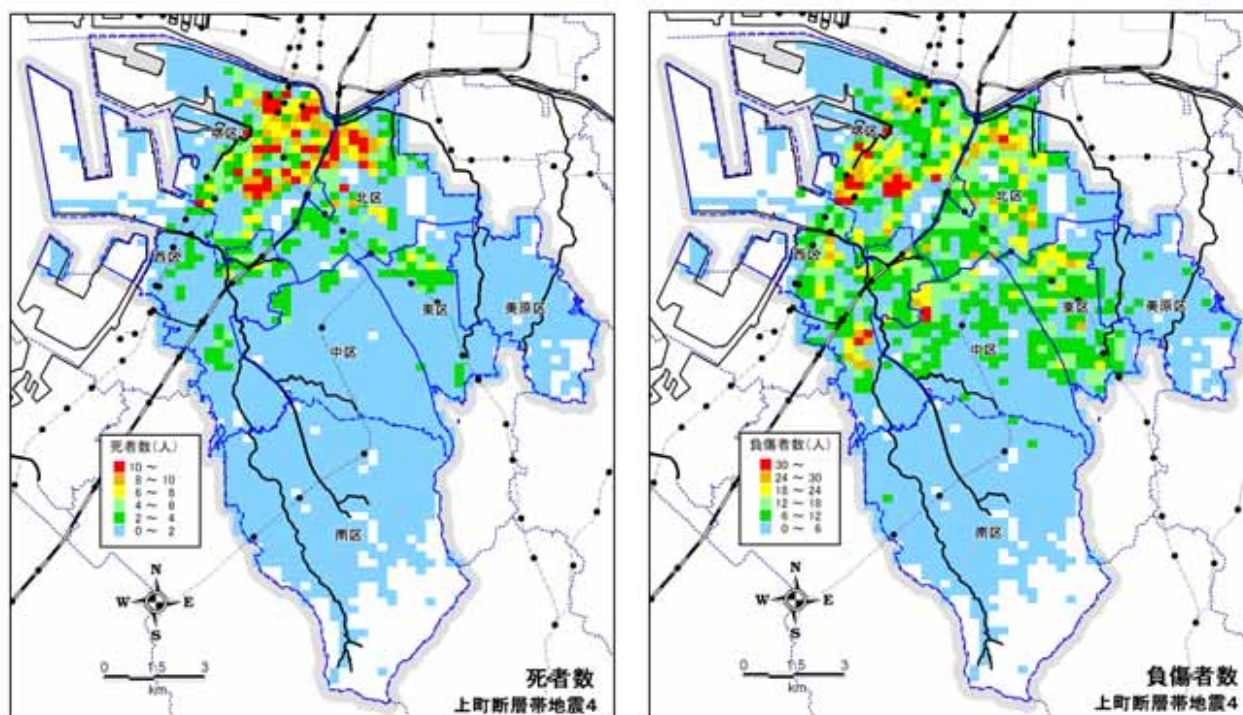 堺区
北区
西区
東区
美原区
中区
南区
死者数(人)
10 ～
8 ～ 10
6 ～ 8
4 ～ 6
2 ～ 4
0 ～ 2
N
W E
S
0 1.5 3
km
死者数
上町断層帯地震4
堺区
北区
西区
東区
美原区
中区
南区
負傷者数(人)
30 ～
24 ～ 30
18 ～ 24
12 ～ 18
6 ～ 12
0 ～ 6
N
W E
S
0 1.5 3
km
負傷者数
上町断層帯地震4